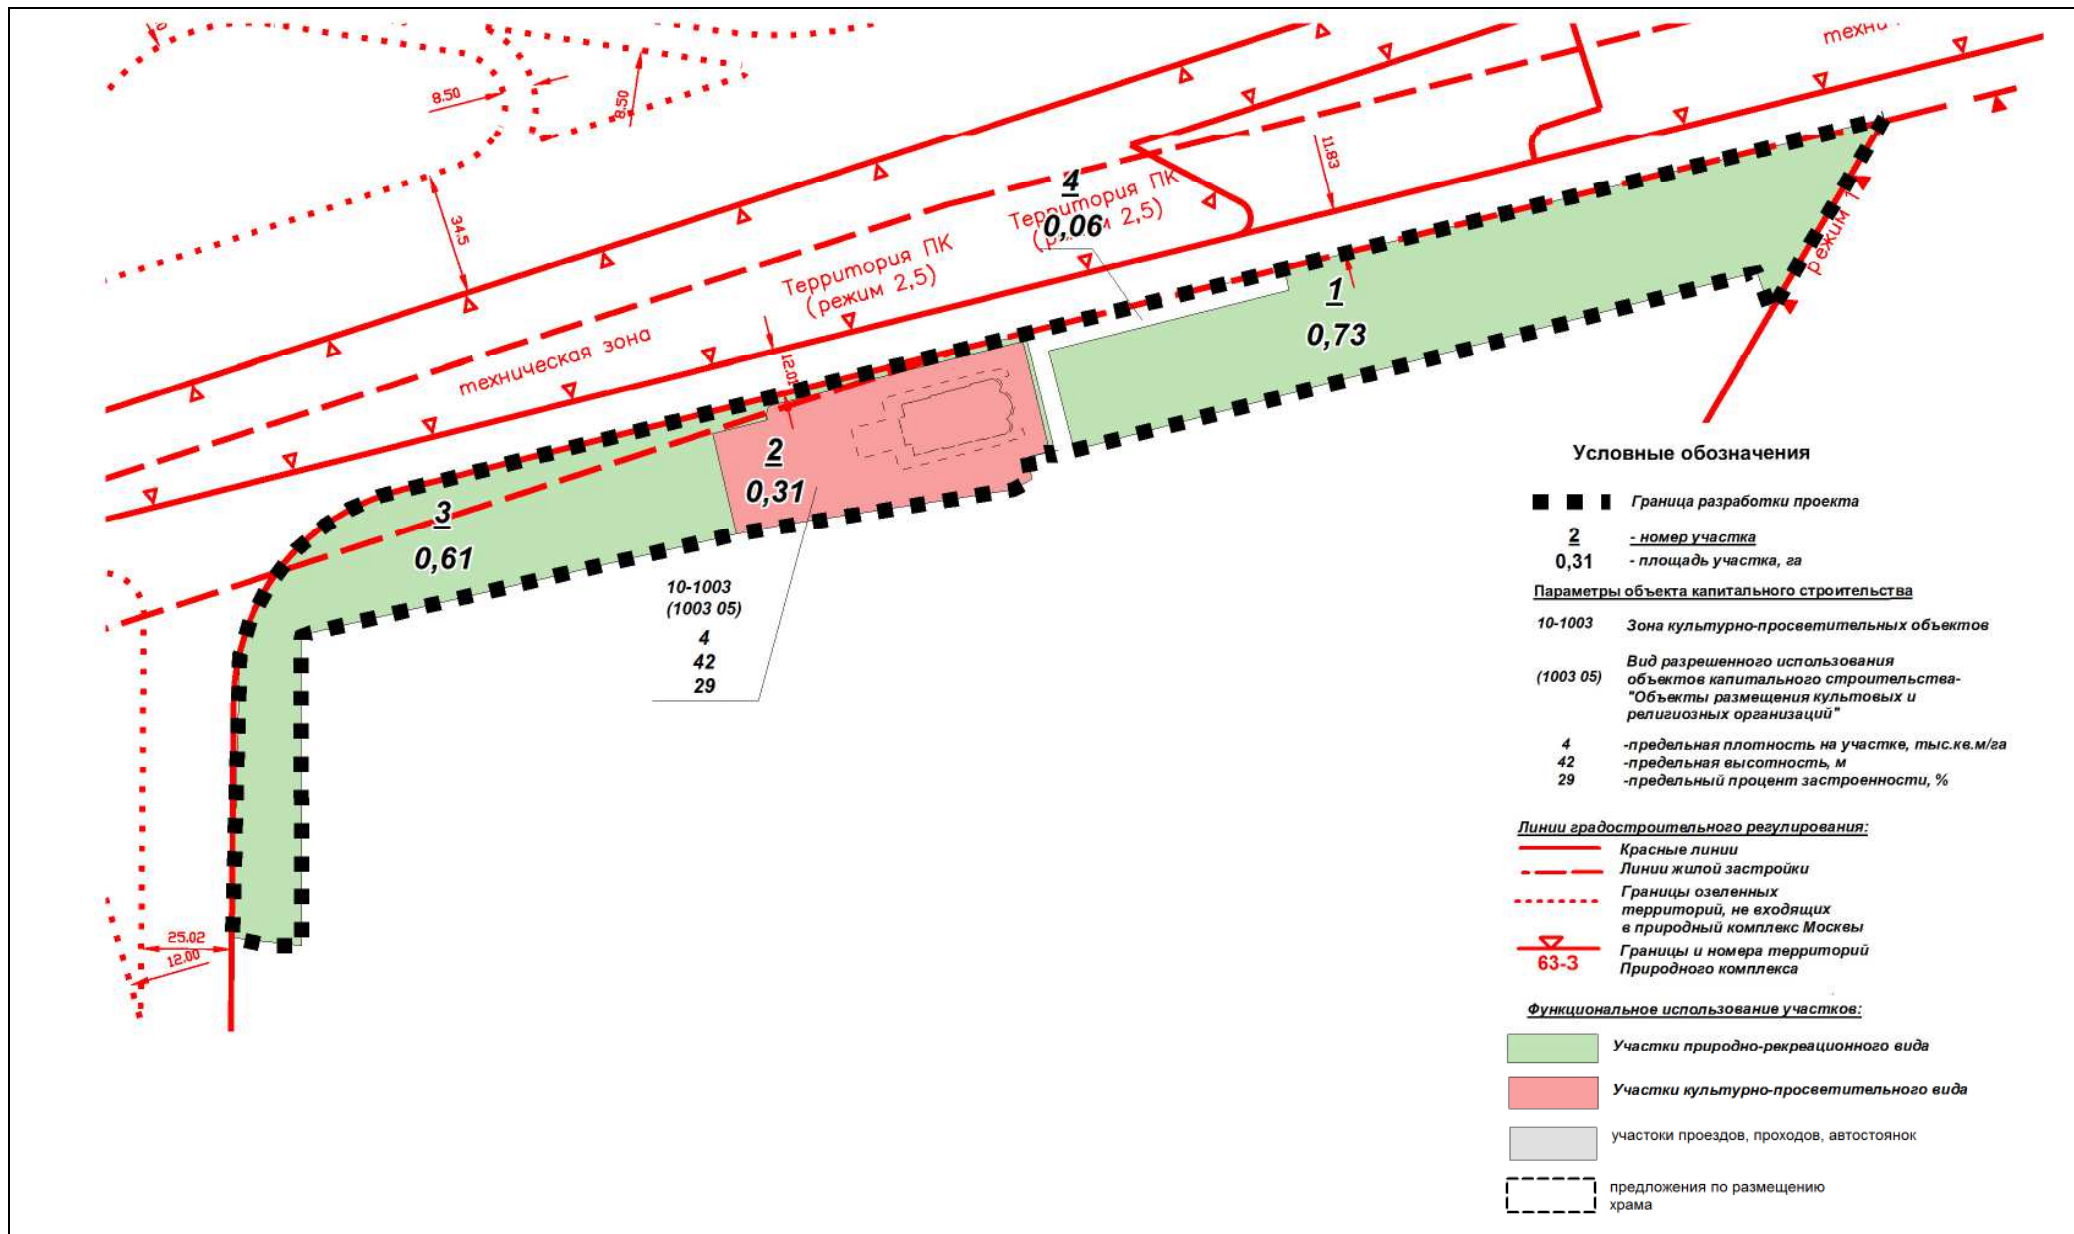 8.50
8.50
34.5
11.83
техни
4
0,06
Территория ПК
(режим 2,5)
Территория ПК
(режим 2,5)
техническая зона
12.01
режим 1
1
0,73
2
0,31
3
0,61
10-1003
(1003 05)
4
42
29
25.02
12.00
Условные обозначения
Граница разработки проекта
2 - номер участка
0,31 - площадь участка, га
Параметры объекта капитального строительства
10-1003 Зона культурно-просветительных объектов
(1003 05) Вид разрешенного использования
объектов капитального строительства-
"Объекты размещения культовых и
религиозных организаций"
4 -предельная плотность на участке, тыс.кв.м/га
42 -предельная высотность, м
29 -предельный процент застроенности, %
Линии градостроительного регулирования:
Красные линии
Линии жилой застройки
Границы озеленных
территорий, не входящих
в природный комплекс Москвы
63-З Границы и номера территорий
Природного комплекса
Функциональное использование участков:
Участки природно-рекреационного вида
Участки культурно-просветительного вида
участоки проездов, проходов, автостоянок
предложения по размещению
храма